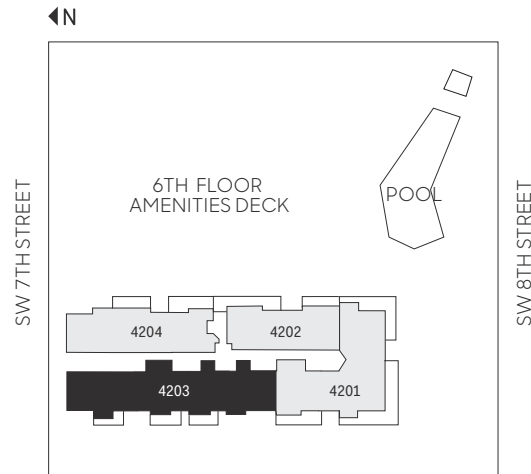 N
6TH FLOOR
AMENITIES DECK
POOL
SW 7TH STREET
SW 8TH STREET
4204
4202
4203
4201